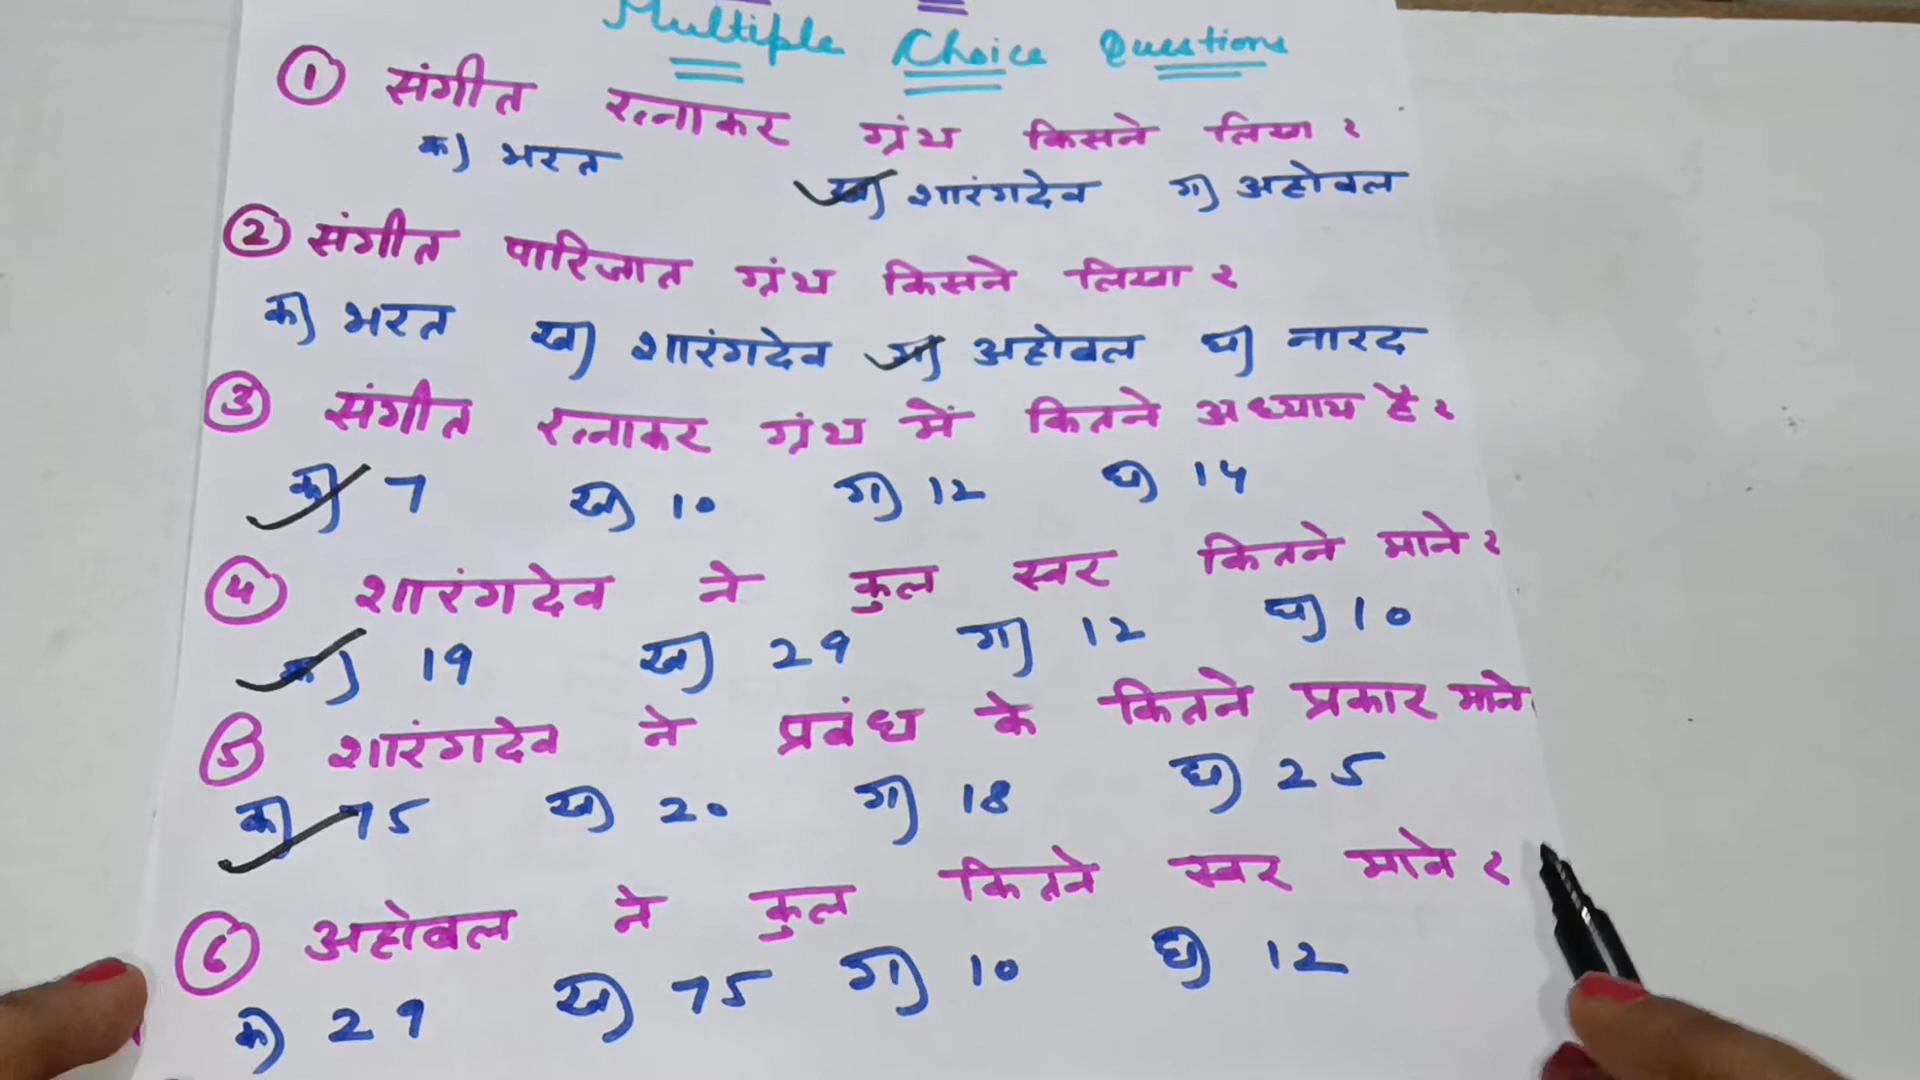 Multiple Choice Questions
① संगीत रत्नाकर ग्रंथ किसने लिखा ?
क) भरत ख) शारंगदेव ग) अहोबल
② संगीत पारिजात ग्रंथ किसने लिखा ?
क) भरत ख) शारंगदेव ग) अहोबल घ) नारद
③ संगीत रत्नाकर ग्रंथ में कितने अध्याय है ?
क) 7 ख) 10 ग) 12 घ) 14
④ शारंगदेव ने कुल स्वर कितने माने ?
क) 19 ख) 29 ग) 12 घ) 10
⑤ शारंगदेव ने प्रबंध के कितने प्रकार माने
क) 75 ख) 20 ग) 18 घ) 25
⑥ अहोबल ने कुल कितने स्वर माने ?
क) 29 ख) 75 ग) 10 घ) 12